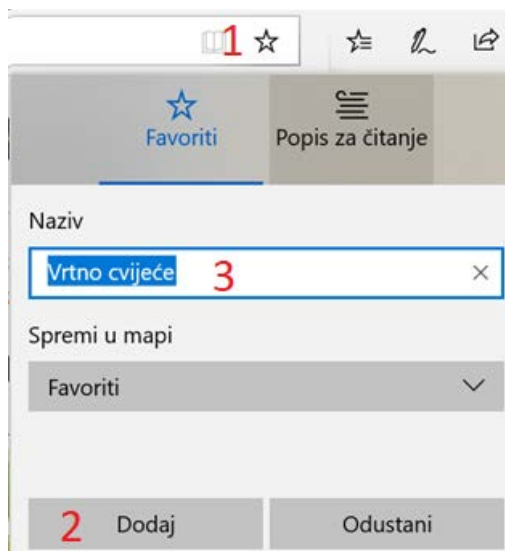 1
Favoriti Popis za čitanje
Naziv
Vrtno cvijeće 3
Spremi u mapi
Favoriti
2 Dodaj Odustani